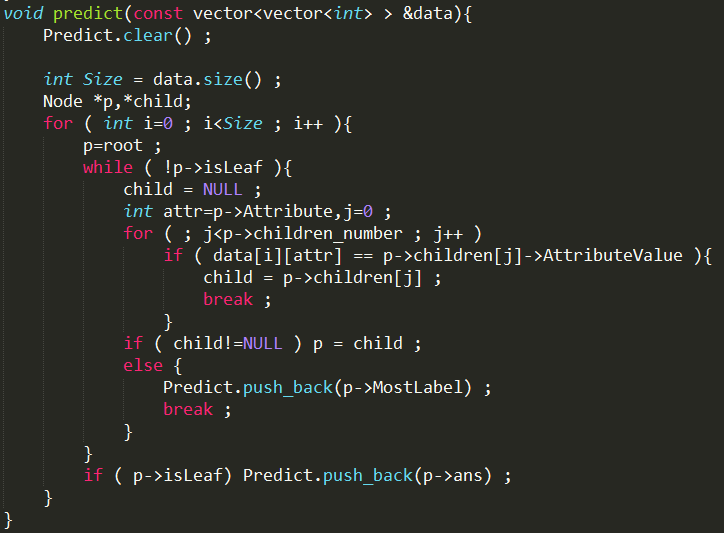 void predict(const vector<vector<int> > &data){
    Predict.clear() ;

    int Size = data.size() ;
    Node *p,*child;
    for ( int i=0 ; i<Size ; i++ ){
        p=root ;
        while ( !p->isLeaf ){
            child = NULL ;
            int attr=p->Attribute,j=0 ;
            for ( ; j<p->children_number ; j++ )
                if ( data[i][attr] == p->children[j]->AttributeValue ){
                    child = p->children[j] ;
                    break ;
                }
            if ( child!=NULL ) p = child ;
            else {
                Predict.push_back(p->MostLabel) ;
                break ;
            }
        }
        if ( p->isLeaf) Predict.push_back(p->ans) ;
    }
}